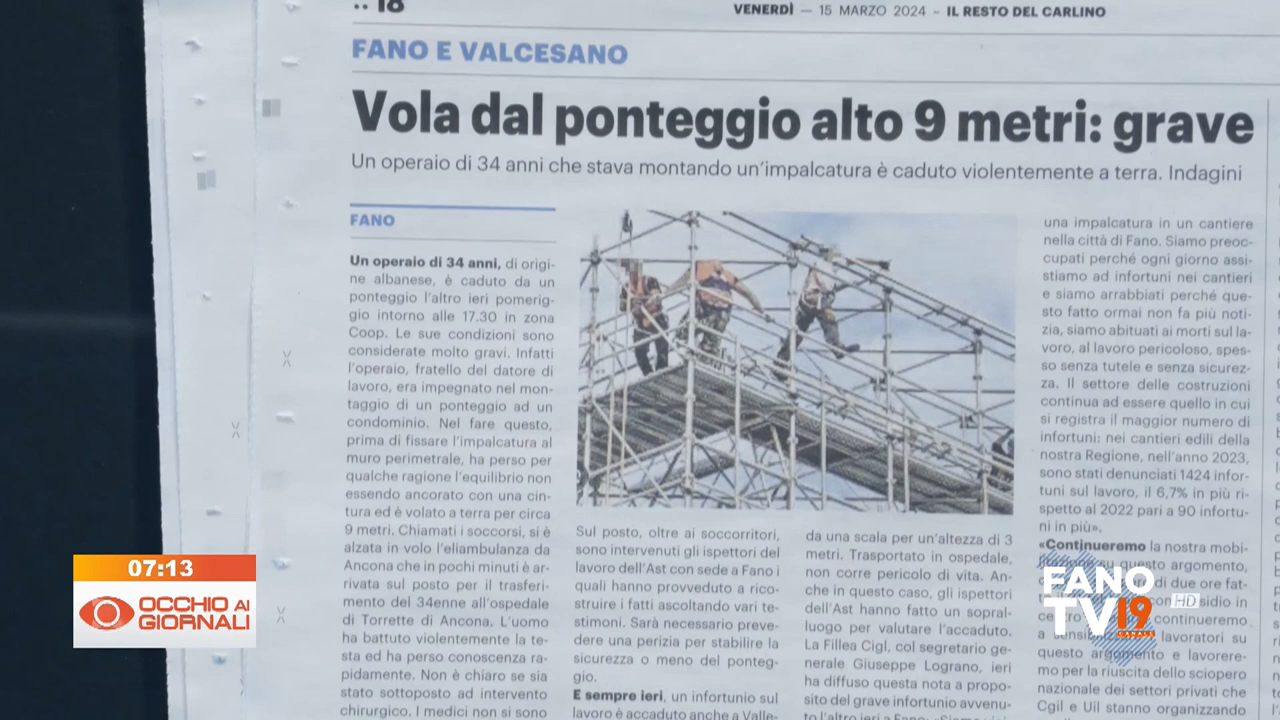 18
VENERDÌ — 15 MARZO 2024 – IL RESTO DEL CARLINO
FANO E VALCESANO
Vola dal ponteggio alto 9 metri: grave
Un operaio di 34 anni che stava montando un'impalcatura è caduto violentemente a terra. Indagini
FANO
Un operaio di 34 anni, di origi-
ne albanese, è caduto da un
ponteggio l'altro ieri pomerig-
gio intorno alle 17.30 in zona
Coop. Le sue condizioni sono
considerate molto gravi. Infatti
l'operaio, fratello del datore di
lavoro, era impegnato nel mon-
taggio di un ponteggio ad un
condominio. Nel fare questo,
prima di fissare l'impalcatura al
muro perimetrale, ha perso per
qualche ragione l'equilibrio non
essendo ancorato con una cin-
tura ed è volato a terra per circa
9 metri. Chiamati i soccorsi, si è
alzata in volo l'eliambulanza da
Ancona che in pochi minuti è ar-
rivata sul posto per il trasferi-
mento del 34enne all'ospedale
di Torrette di Ancona. L'uomo
ha battuto violentemente la te-
sta ed ha perso conoscenza ra-
pidamente. Non è chiaro se sia
stato sottoposto ad intervento
chirurgico. I medici non si sono
Sul posto, oltre ai soccorritori,
sono intervenuti gli ispettori del
lavoro dell'Ast con sede a Fano i
quali hanno provveduto a rico-
struire i fatti ascoltando vari te-
stimoni. Sarà necessario preve-
dere una perizia per stabilire la
sicurezza o meno del ponteg-
gio.
E sempre ieri, un infortunio sul
lavoro è accaduto anche a Valle-
da una scala per un'altezza di 3
metri. Trasportato in ospedale,
non corre pericolo di vita. An-
che in questo caso, gli ispettori
dell'Ast hanno fatto un sopral-
luogo per valutare l'accaduto.
La Fillea Cigl, col segretario ge-
nerale Giuseppe Lograno, ieri
ha diffuso questa nota a propo-
sito del grave infortunio avvenu-
to l'altro ieri a Fano: «Siamo
una impalcatura in un cantiere
nella città di Fano. Siamo preoc-
cupati perché ogni giorno assi-
stiamo ad infortuni nei cantieri
e siamo arrabbiati perché que-
sto fatto ormai non fa più noti-
zia, siamo abituati ai morti sul la-
voro, al lavoro pericoloso, spes-
so senza tutele e senza sicurez-
za. Il settore delle costruzioni
continua ad essere quello in cui
si registra il maggior numero di
infortuni: nei cantieri edili della
nostra Regione, nell'anno 2023,
sono stati denunciati 1424 infor-
tuni sul lavoro, il 6,7% in più ri-
spetto al 2022 pari a 90 infortu-
ni in più».
«Continueremo la nostra mobi-
questo argomento,
di due ore fat-
sidio in
continueremo
lavoratori su
questo argomento e lavorere-
mo per la riuscita dello sciopero
nazionale dei settori privati che
Cgil e Uil stanno organizzando
07:13
OCCHIO AI
GIORNALI
FANO
TV 19
HD
CANALE